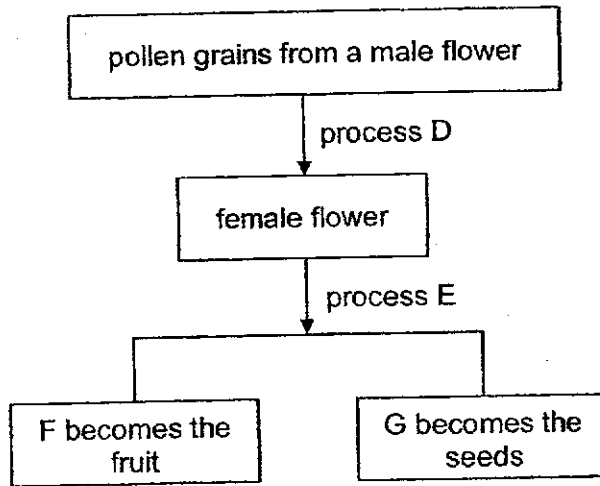 pollen grains from a male flower
process D
female flower
process E
F becomes the
fruit
G becomes the
seeds